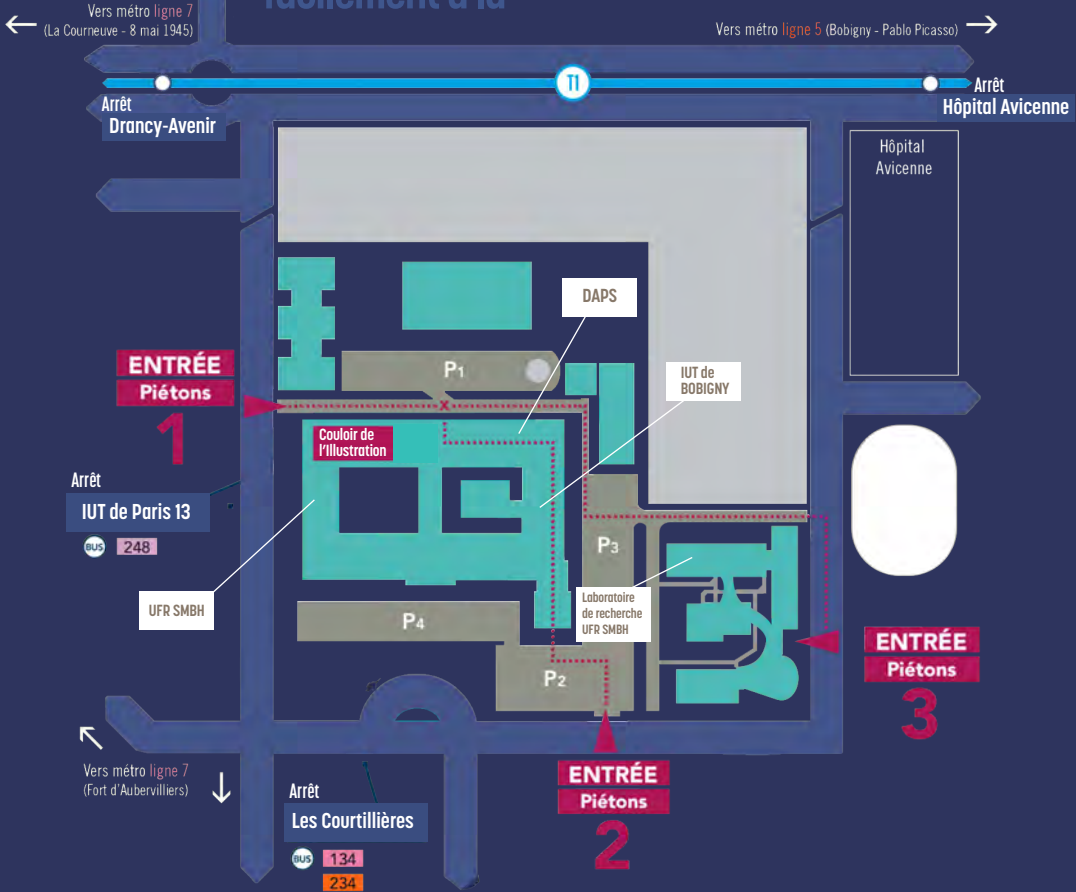 facilement à la
Vers métro ligne 7
(La Courneuve - 8 mai 1945)
Vers métro ligne 5 (Bobigny - Pablo Picasso)
T1
Arrêt
Drancy-Avenir
Arrêt
Hôpital Avicenne
Hôpital
Avicenne
DAPS
ENTRÉE
Piétons
1
P1
IUT de
BOBIGNY
Couloir de
l'Illustration
Arrêt
IUT de Paris 13
BUS 248
P3
UFR SMBH
Laboratoire
de recherche
UFR SMBH
P4
ENTRÉE
Piétons
3
P2
Vers métro ligne 7
(Fort d'Aubervilliers)
ENTRÉE
Piétons
2
Arrêt
Les Courtillières
BUS 134
234